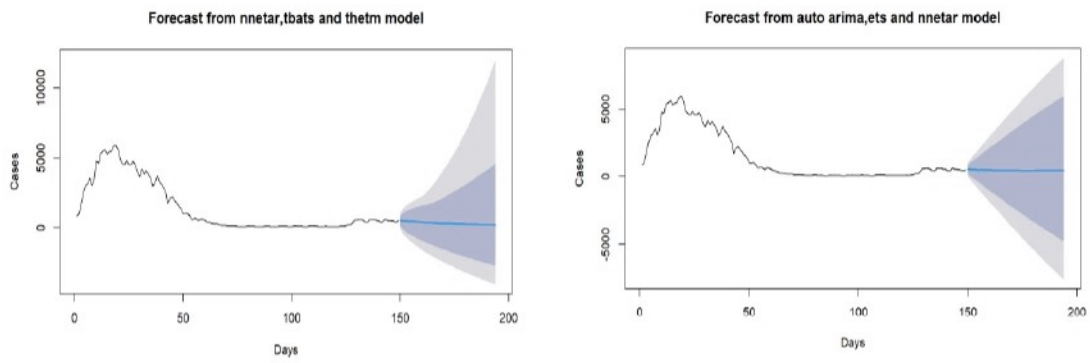 Forecast from nnetar,tbats and thetm model
10000
5000
0
Cases
0 50 100 150 200
Days
Forecast from auto arima,ets and nnetar model
5000
0
-5000
Cases
0 50 100 150 200
Days